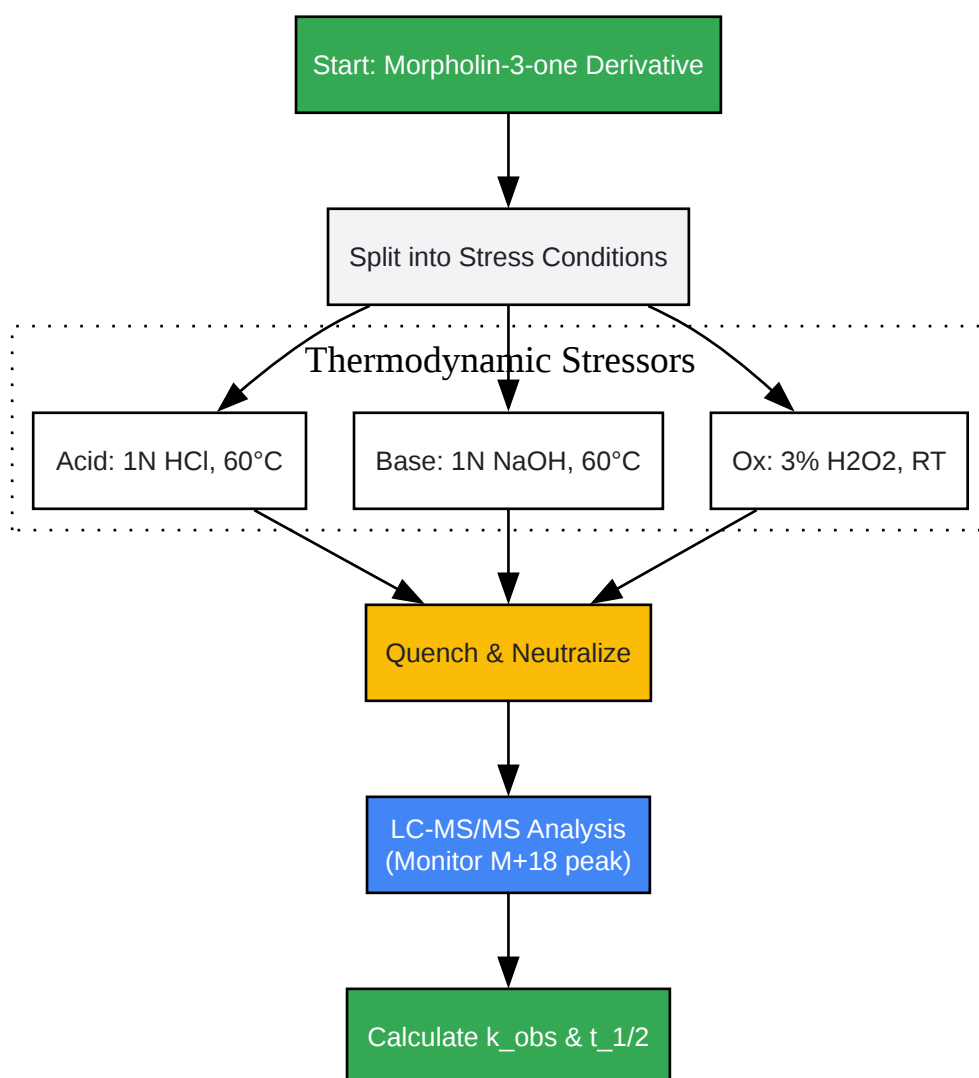 Start: Morpholin-3-one Derivative
Split into Stress Conditions
Thermodynamic Stressors
Acid: 1N HCl, 60°C
Base: 1N NaOH, 60°C
Ox: 3% H2O2, RT
Quench & Neutralize
LC-MS/MS Analysis
(Monitor M+18 peak)
Calculate k_obs & t_1/2